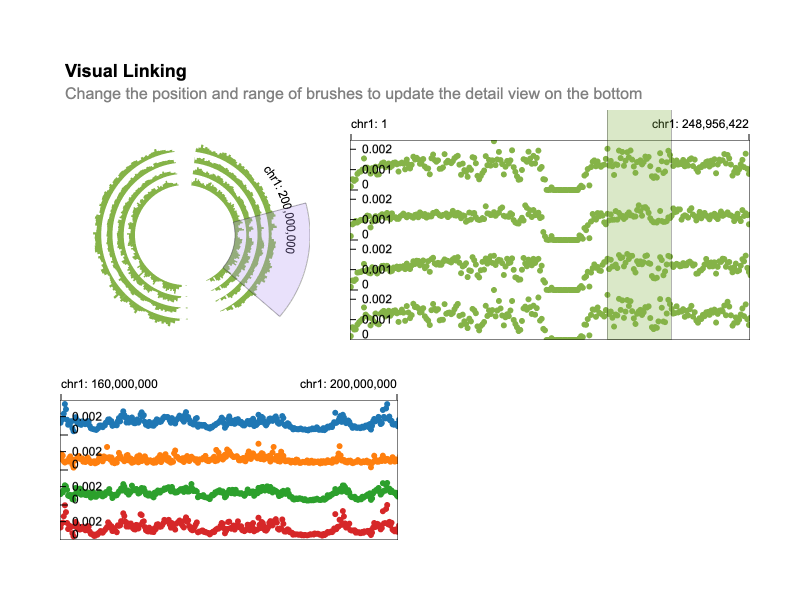 Visual Linking
Change the position and range of brushes to update the detail view on the bottom
chr1: 1
chr1: 248,956,422
chr1: 200,000,000
0.002
0.001
0
0.002
0.001
0
0.002
0.001
0
0.002
0.001
0
chr1: 160,000,000
chr1: 200,000,000
0.002
0
0.002
0
0.002
0
0.002
0